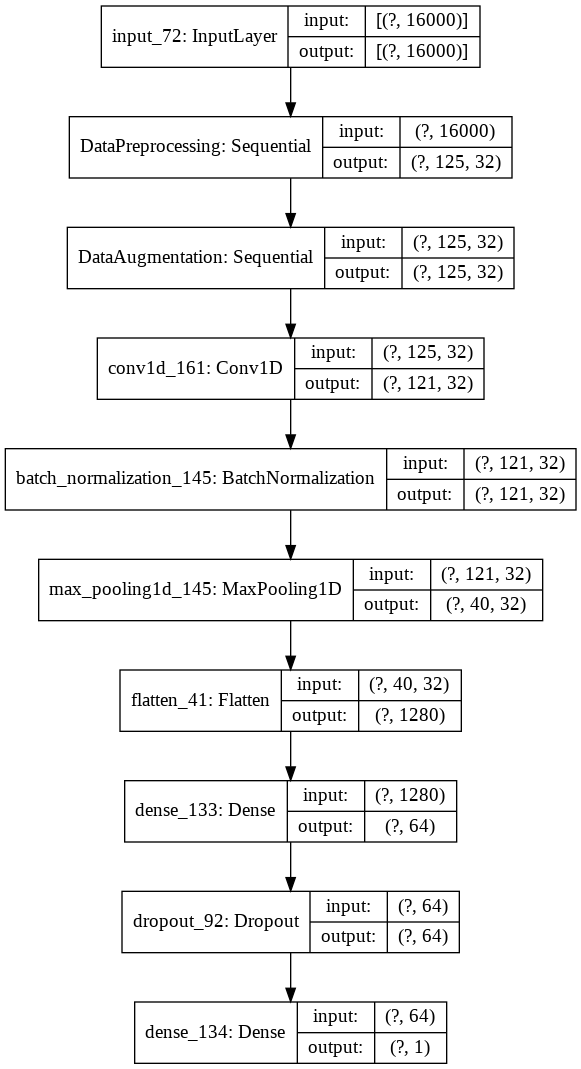 input_72: InputLayer
input:
[(?, 16000)]
output:
[(?, 16000)]
DataPreprocessing: Sequential
input:
(?, 16000)
output:
(?, 125, 32)
DataAugmentation: Sequential
input:
(?, 125, 32)
output:
(?, 125, 32)
conv1d_161: Conv1D
input:
(?, 125, 32)
output:
(?, 121, 32)
batch_normalization_145: BatchNormalization
input:
(?, 121, 32)
output:
(?, 121, 32)
max_pooling1d_145: MaxPooling1D
input:
(?, 121, 32)
output:
(?, 40, 32)
flatten_41: Flatten
input:
(?, 40, 32)
output:
(?, 1280)
dense_133: Dense
input:
(?, 1280)
output:
(?, 64)
dropout_92: Dropout
input:
(?, 64)
output:
(?, 64)
dense_134: Dense
input:
(?, 64)
output:
(?, 1)